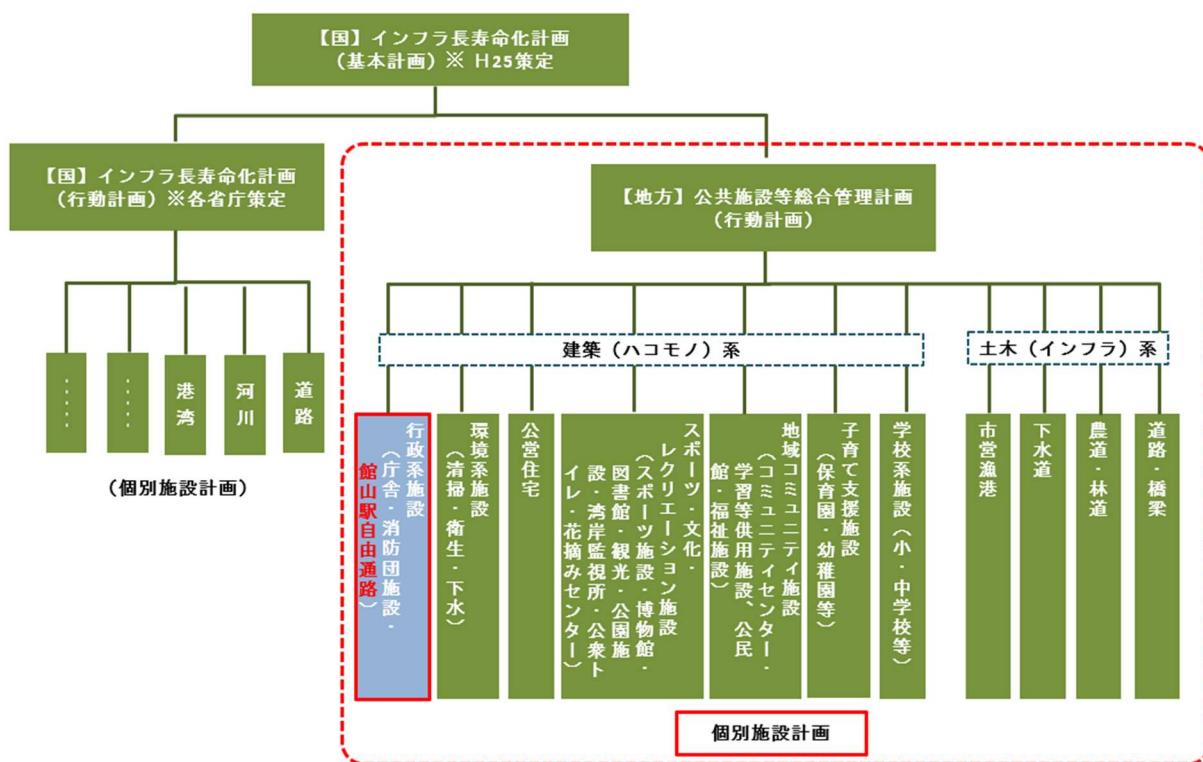 【国】インフラ長寿命化計画
（基本計画）※ H25策定
【国】インフラ長寿命化計画
（行動計画）※各省庁策定
【地方】公共施設等総合管理計画
（行動計画）
建築（ハコモノ）系
土木（インフラ）系
‥‥‥
‥‥‥
港湾
河川
道路
（個別施設計画）
行政系施設
（庁舎・消防団施設・
館山駅自由通路）
環境系施設
（清掃・衛生・下水）
公営住宅
スポーツ・文化・
レクリエーション施設
（スポーツ施設・博物館・
図書館・観光・公園施
設・湾岸監視所・公衆ト
イレ・花摘みセンター）
地域コミュニティ施設
（コミュニティセンター・
学習等供用施設、公民
館・福祉施設）
子育て支援施設
（保育園・幼稚園等）
学校系施設（小・中学校等）
市営漁港
下水道
農道・林道
道路・橋梁
個別施設計画